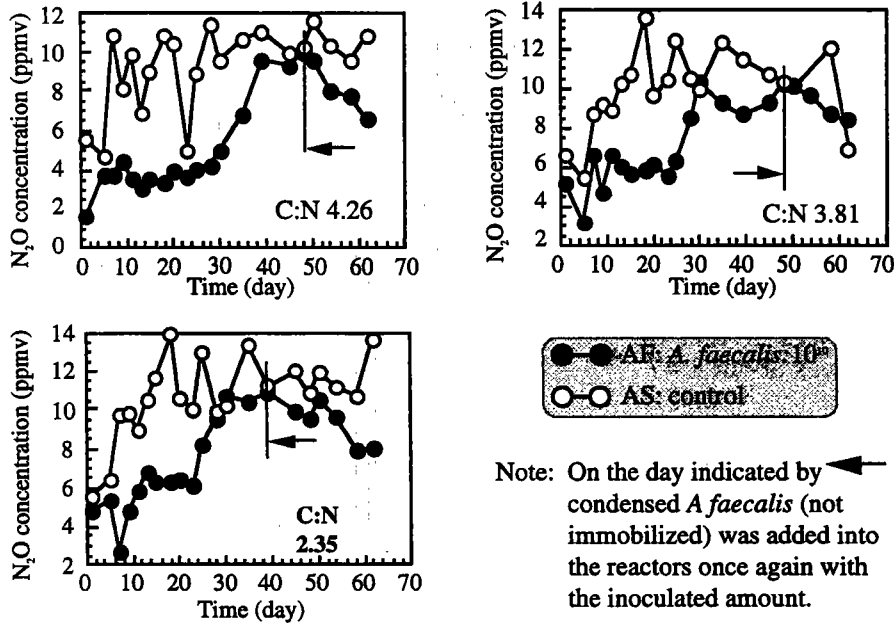 N₂O concentration (ppmv)
12
10
8
6
4
2
0
C:N 4.26
0 10 20 30 40 50 60 70
Time (day)
N₂O concentration (ppmv)
14
12
10
8
6
4
2
C:N 3.81
0 10 20 30 40 50 60 70
Time (day)
N₂O concentration (ppmv)
14
12
10
8
6
4
2
C:N
2.35
0 10 20 30 40 50 60 70
Time (day)
AF: A. faecalis: 10¹⁰
AS: control
Note: On the day indicated by
condensed A faecalis (not
immobilized) was added into
the reactors once again with
the inoculated amount.